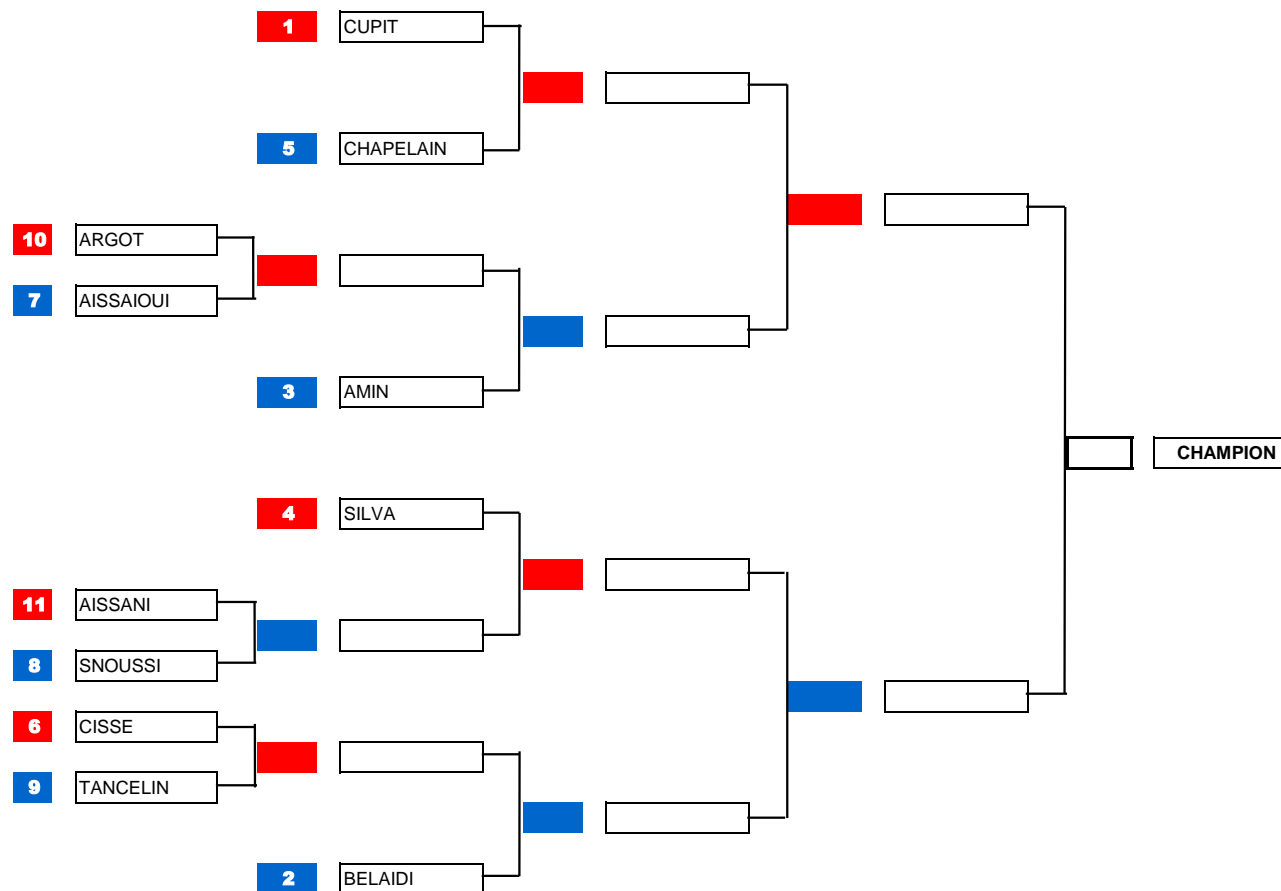 1 CUPIT
5 CHAPELAIN
10 ARGOT
7 AISSAIOUI
3 AMIN
CHAMPION
4 SILVA
11 AISSANI
8 SNOUSSI
6 CISSE
9 TANCELIN
2 BELAIDI